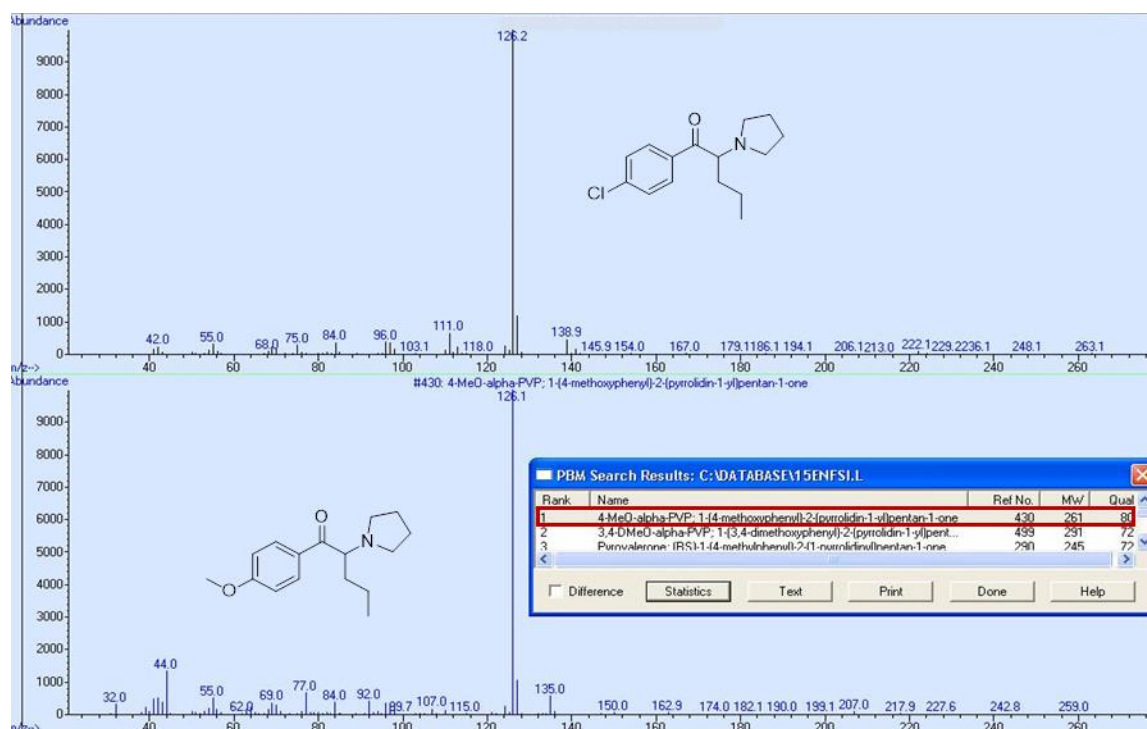 Abundance
126.2
9000
8000
7000
6000
5000
4000
3000
2000
1000
0
O
N
Cl
42.0 55.0 68.0 75.0 84.0 96.0 103.1 111.0 118.0 138.9 145.9 154.0 167.0 179.1 186.1 194.1 206.1 213.0 222.1 229.2 236.1 248.1 263.1
m/z-->
40 60 80 100 120 140 160 180 200 220 240 260
Abundance
#430: 4-MeO-alpha-PVP; 1-(4-methoxyphenyl)-2-(pyrrolidin-1-yl)pentan-1-one
126.1
9000
8000
7000
6000
5000
4000
3000
2000
1000
0
O
N
O
32.0 44.0 55.0 62.0 69.0 77.0 84.0 92.0 107.0 115.0 135.0 150.0 162.9 174.0 182.1 190.0 199.1 207.0 217.9 227.6 242.8 259.0
m/z-->
40 60 80 100 120 140 160 180 200 220 240 260
PBM Search Results: C:\DATABASE\15ENFSI.L
Rank Name Ref No. MW Qual
1 4-MeO-alpha-PVP; 1-(4-methoxyphenyl)-2-(pyrrolidin-1-yl)pentan-1-one 430 261 80
2 3,4-DMeO-alpha-PVP; 1-(3,4-dimethoxyphenyl)-2-(pyrrolidin-1-yl)pent... 499 291 72
3 Pyrovalerone; (RS)-1-(4-methylphenyl)-2-(1-pyrrolidinyl)pentan-1-one 290 245 72
Difference Statistics Text Print Done Help